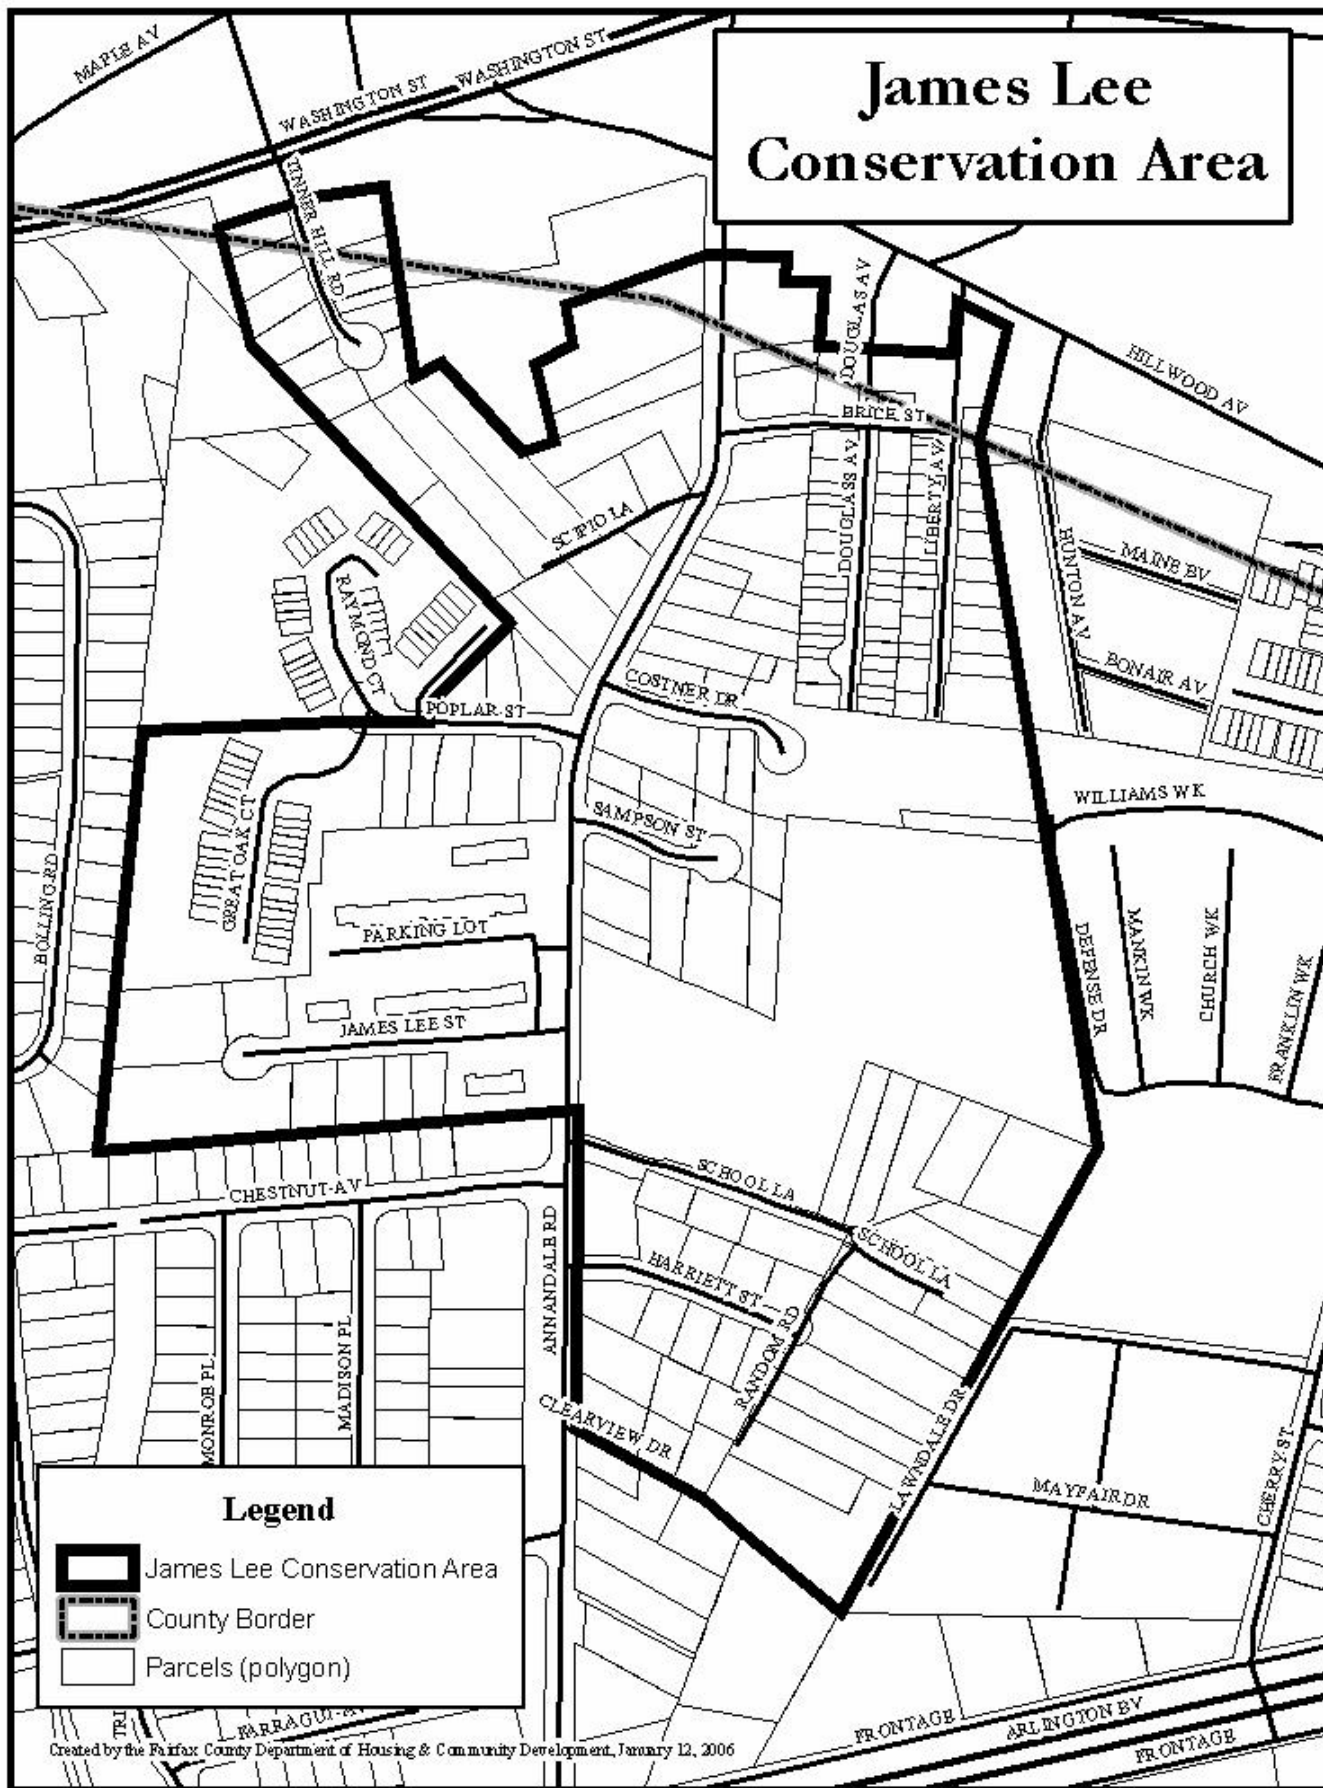 James Lee
Conservation Area
MAPLE AV
WASHINGTON ST
WASHINGTON ST
TINNER HILL RD
DOUGLAS AV
HILLWOOD AV
BRICE ST
DOUGLASS AV
LIBERTY AV
SCIPIO LA
HUNTON AV
MAINE BV
BONAIR AV
RAYMOND CT
COSTNER DR
POPLAR ST
WILLIAMS WK
SAMPSON ST
GREAT OAK CT
BOLLING RD
PARKING LOT
DEFENSE DR
MANKIN WK
CHURCH WK
FRANKLIN WK
JAMES LEE ST
SCHOOL LA
CHESTNUT AV
SCHOOL LA
ANNANDALE RD
HARRIETT ST
RANDOM RD
MADISON PL
MONROE PL
CLEARVIEW DR
LAWNDALE DR
MAYFAIR DR
CHERRY ST
Legend
James Lee Conservation Area
County Border
Parcels (polygon)
FRONTAGE
ARLINGTON BV
FRONTAGE
Created by the Fairfax County Department of Housing & Community Development, January 12, 2006